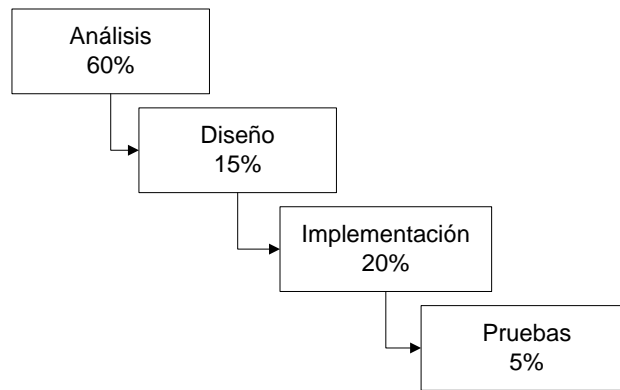 Análisis
60%
Diseño
15%
Implementación
20%
Pruebas
5%